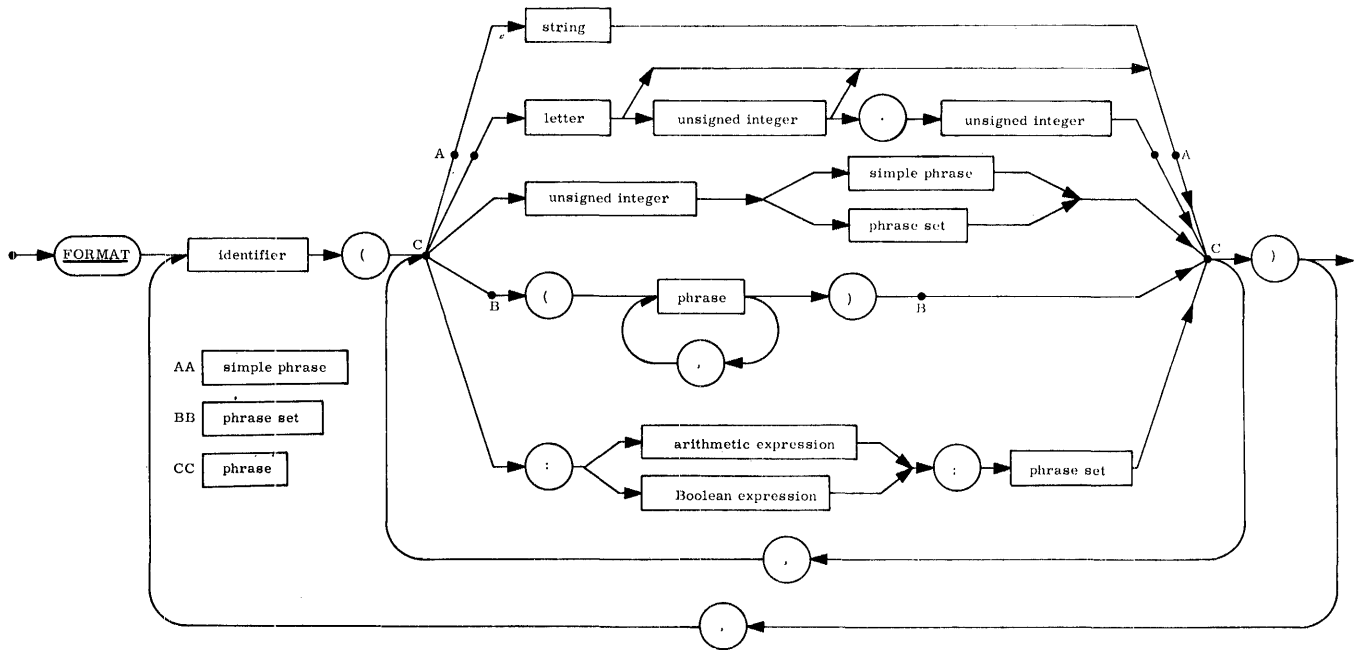 string
letter
unsigned integer
.
unsigned integer
A
A
unsigned integer
simple phrase
phrase set
FORMAT
identifier
(
C
C
)
B
(
phrase
)
B
,
AA simple phrase
BB phrase set
CC phrase
:
arithmetic expression
Boolean expression
:
phrase set
,
,